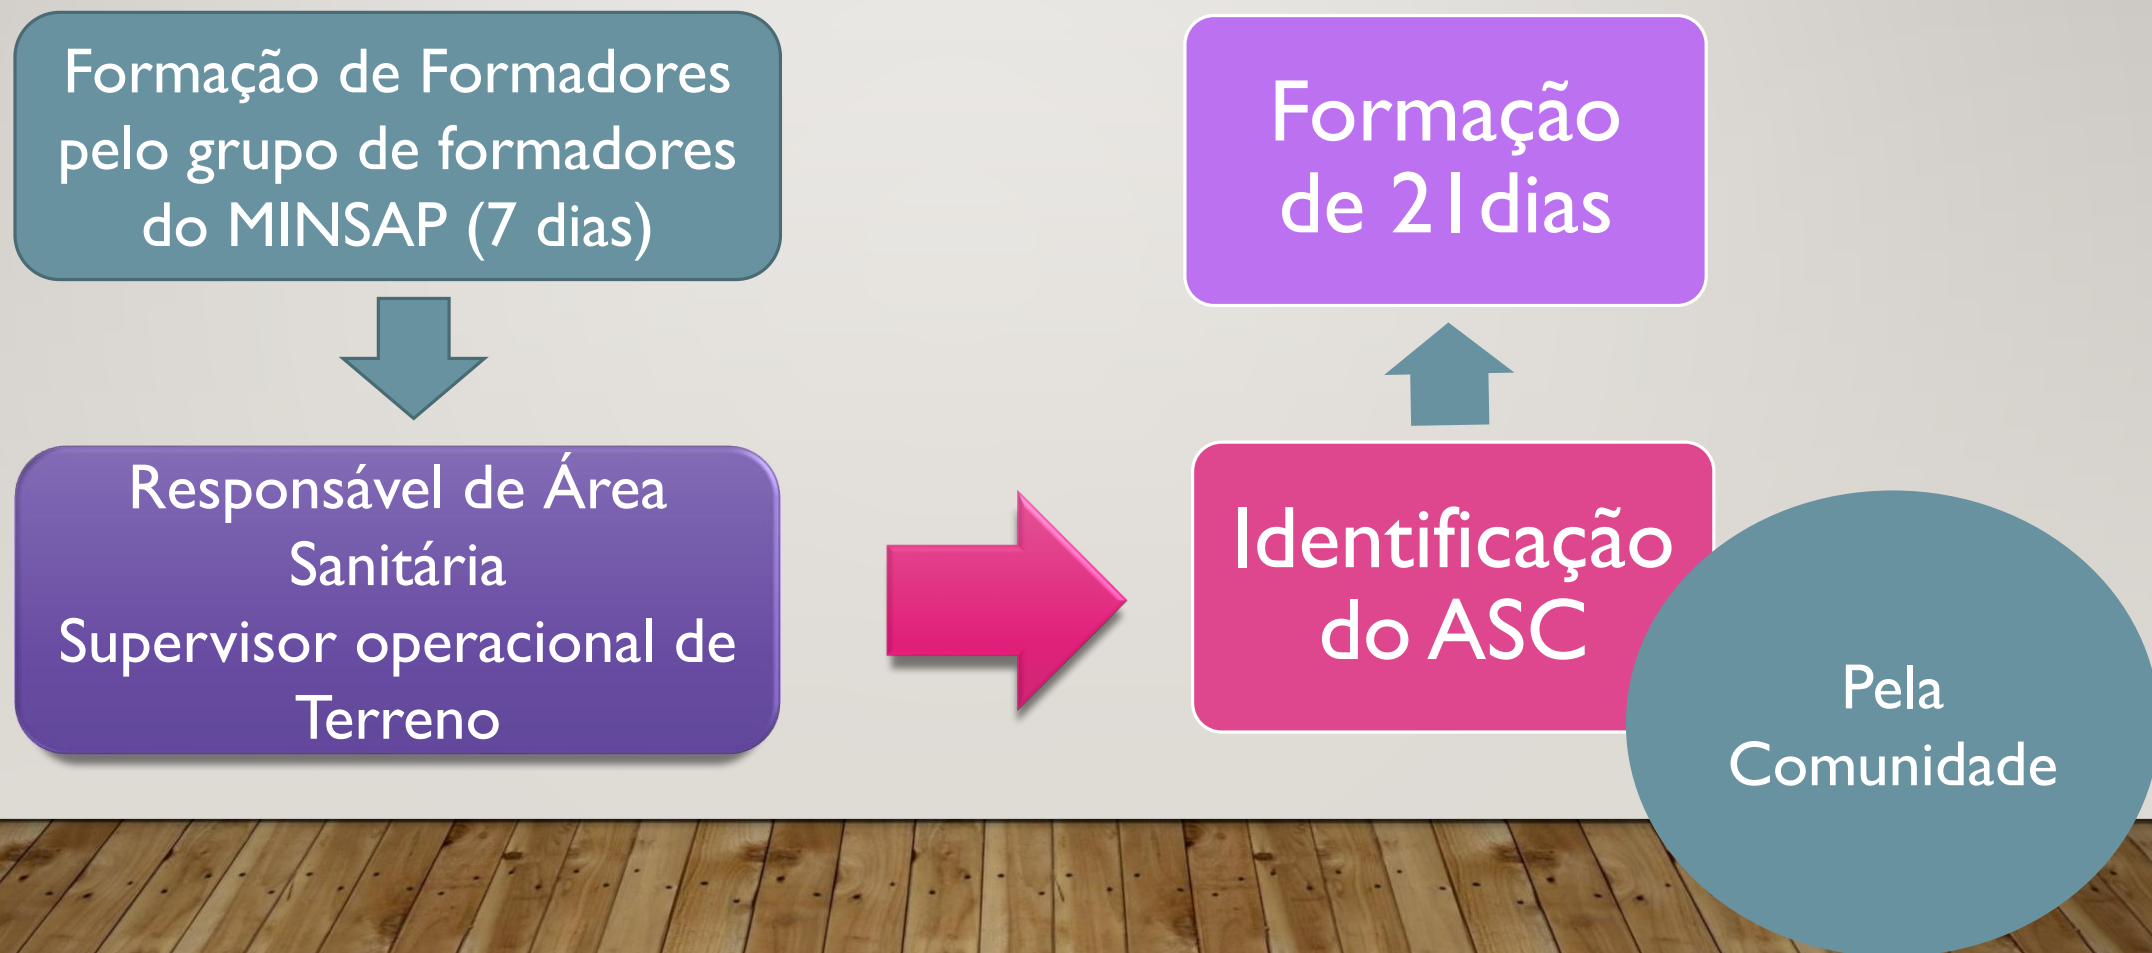 Formação de Formadores
pelo grupo de formadores
do MINSAP (7 dias)
Responsável de Área
Sanitária
Supervisor operacional de
Terreno
Identificação
do ASC
Pela
Comunidade
Formação
de 21dias